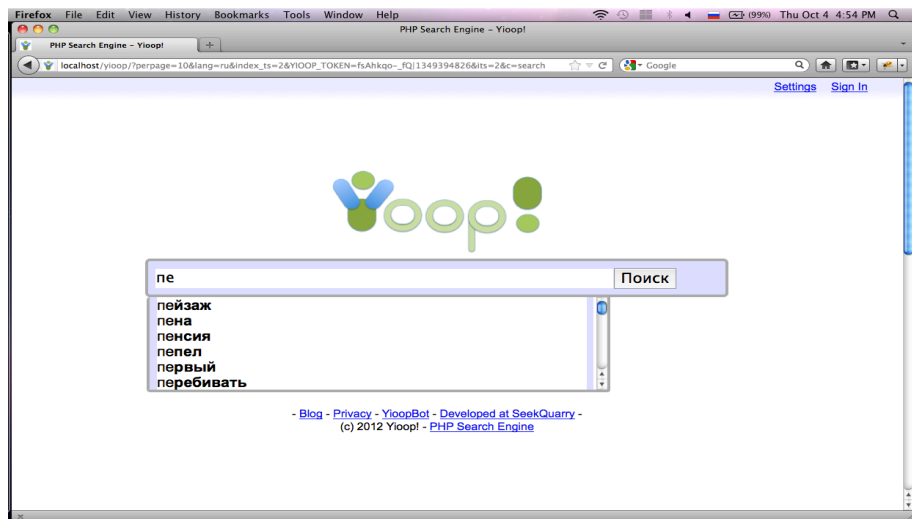 Firefox File Edit View History Bookmarks Tools Window Help (99%) Thu Oct 4 4:54 PM
PHP Search Engine – Yioop!
PHP Search Engine – Yioop!
localhost/yioop/?perpage=10&lang=ru&index_ts=2&YIOOP_TOKEN=fsAhkqo-_fQ|1349394826&its=2&c=search Google
Settings Sign In
Yioop!
пе Поиск
пейзаж
пена
пенсия
пепел
первый
перебивать
- Blog - Privacy - YioopBot - Developed at SeekQuarry -
(c) 2012 Yioop! - PHP Search Engine